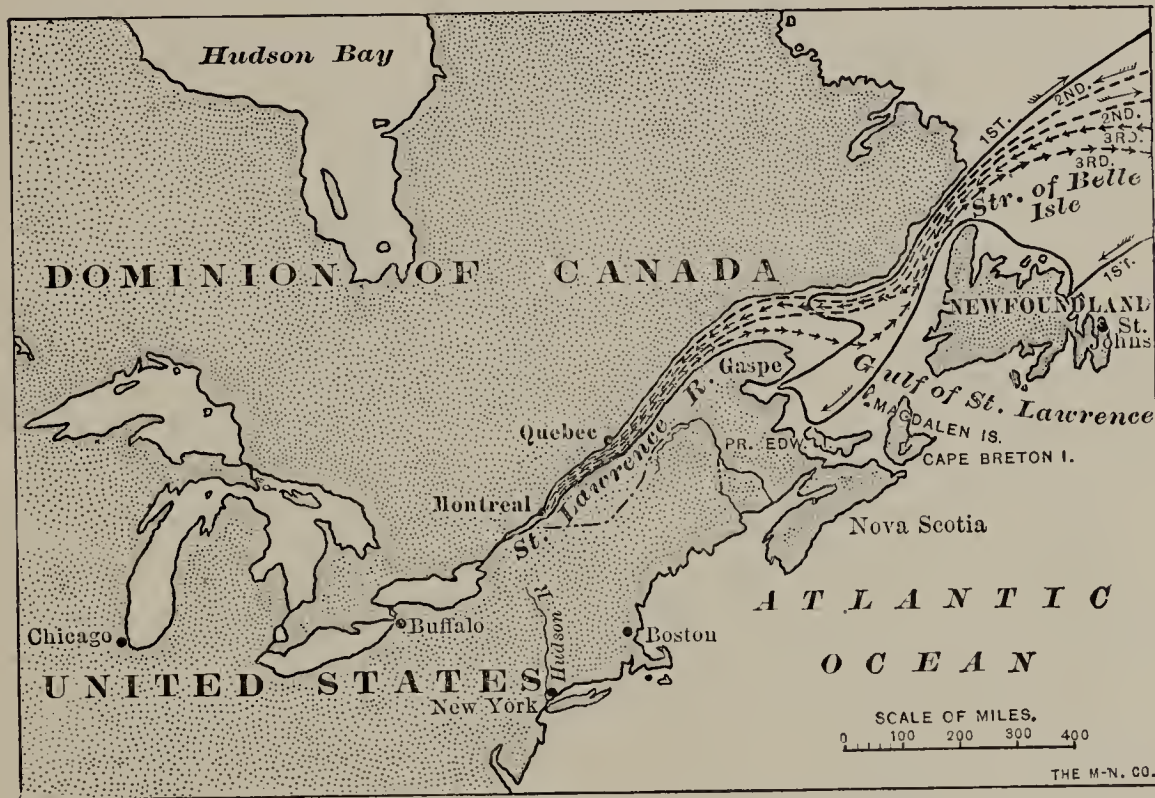 Hudson Bay
1ST.
2ND.
2ND.
3RD.
3RD.
Str. of Belle
Isle
DOMINION OF CANADA
1ST.
NEWFOUNDLAND
St.
Johns
Gaspe
Gulf of St. Lawrence
MAGDALEN IS.
PR. EDW. I.
CAPE BRETON I.
Quebec
Montreal
St. Lawrence R.
Nova Scotia
ATLANTIC
OCEAN
Chicago
Buffalo
Hudson R.
Boston
UNITED STATES
New York
SCALE OF MILES.
0 100 200 300 400
THE M-N. CO.